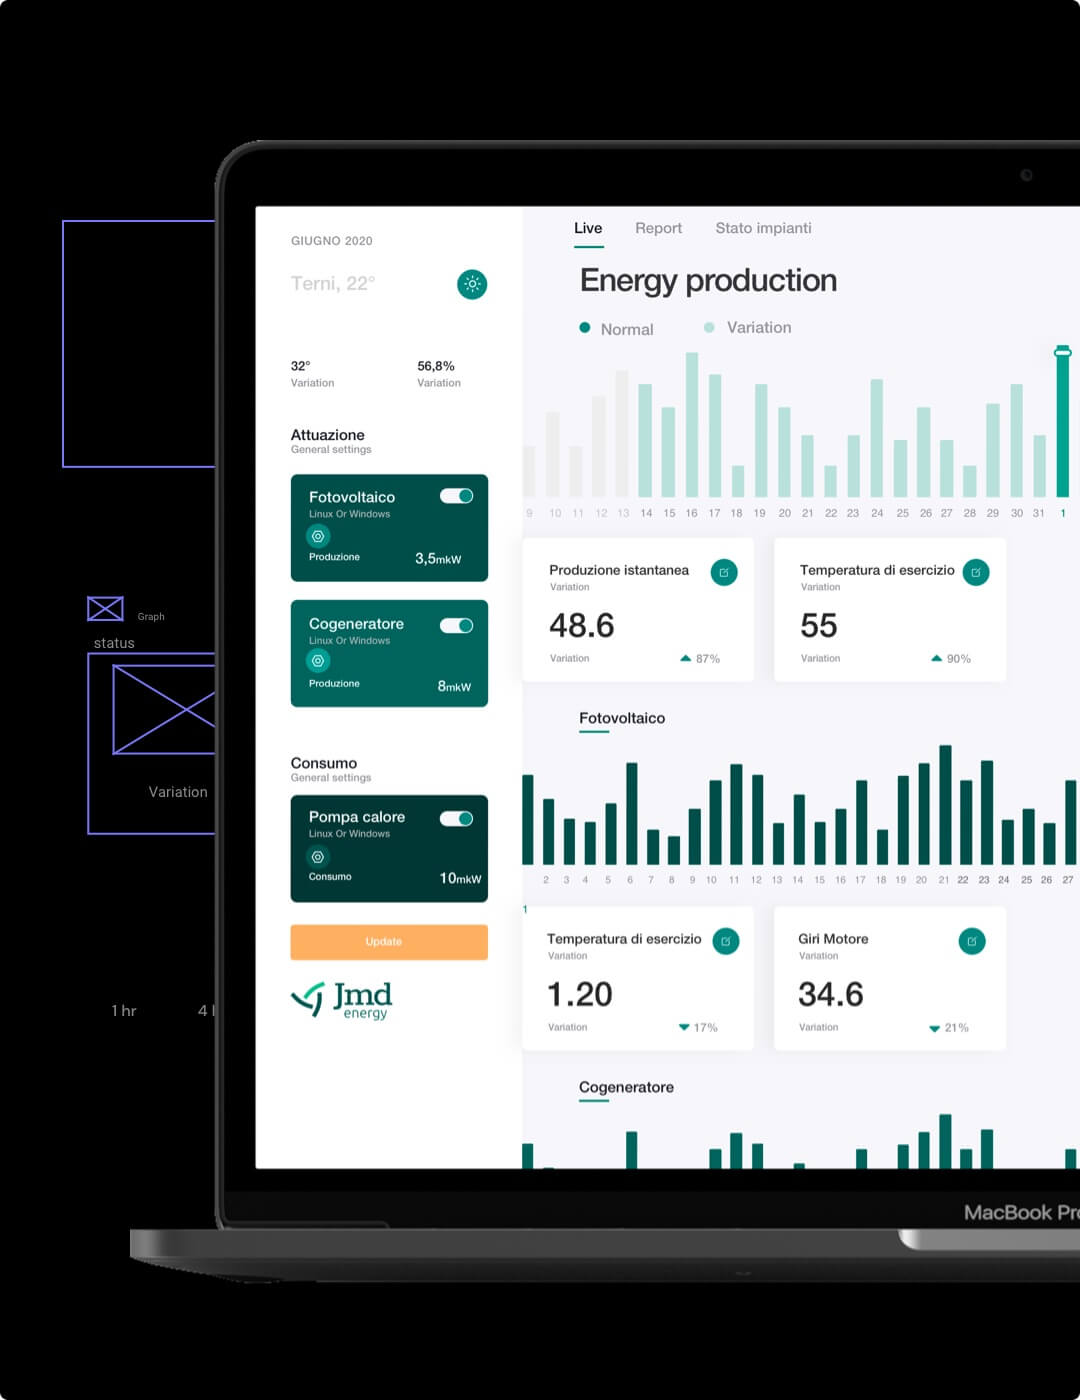 GIUGNO 2020
Terni, 22°
32°
Variation
56,8%
Variation
Attuazione
General settings
Fotovoltaico
Linux Or Windows
Produzione
3,5mkW
Cogeneratore
Linux Or Windows
Produzione
8mkW
Consumo
General settings
Pompa calore
Linux Or Windows
Consumo
10mkW
Update
Jmd
energy
Live Report Stato impianti
Energy production
Normal Variation
9 10 11 12 13 14 15 16 17 18 19 20 21 22 23 24 25 26 27 28 29 30 31 1
Produzione istantanea
Variation
48.6
Variation 87%
Temperatura di esercizio
Variation
55
Variation 90%
Fotovoltaico
2 3 4 5 6 7 8 9 10 11 12 13 14 15 16 17 18 19 20 21 22 23 24 25 26 27
1
Temperatura di esercizio
Variation
1.20
Variation 17%
Giri Motore
Variation
34.6
Variation 21%
Cogeneratore
Graph
status
Variation
1 hr 4
MacBook Pro